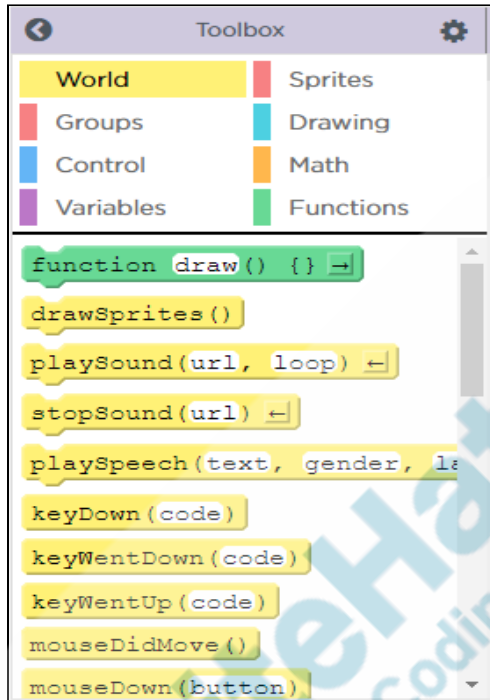 Toolbox
World Sprites
Groups Drawing
Control Math
Variables Functions
function draw() {} →
drawSprites()
playSound(url, loop) ←
stopSound(url) ←
playSpeech(text, gender, la
keyDown(code)
keyWentDown(code)
keyWentUp(code)
mouseDidMove()
mouseDown(button)